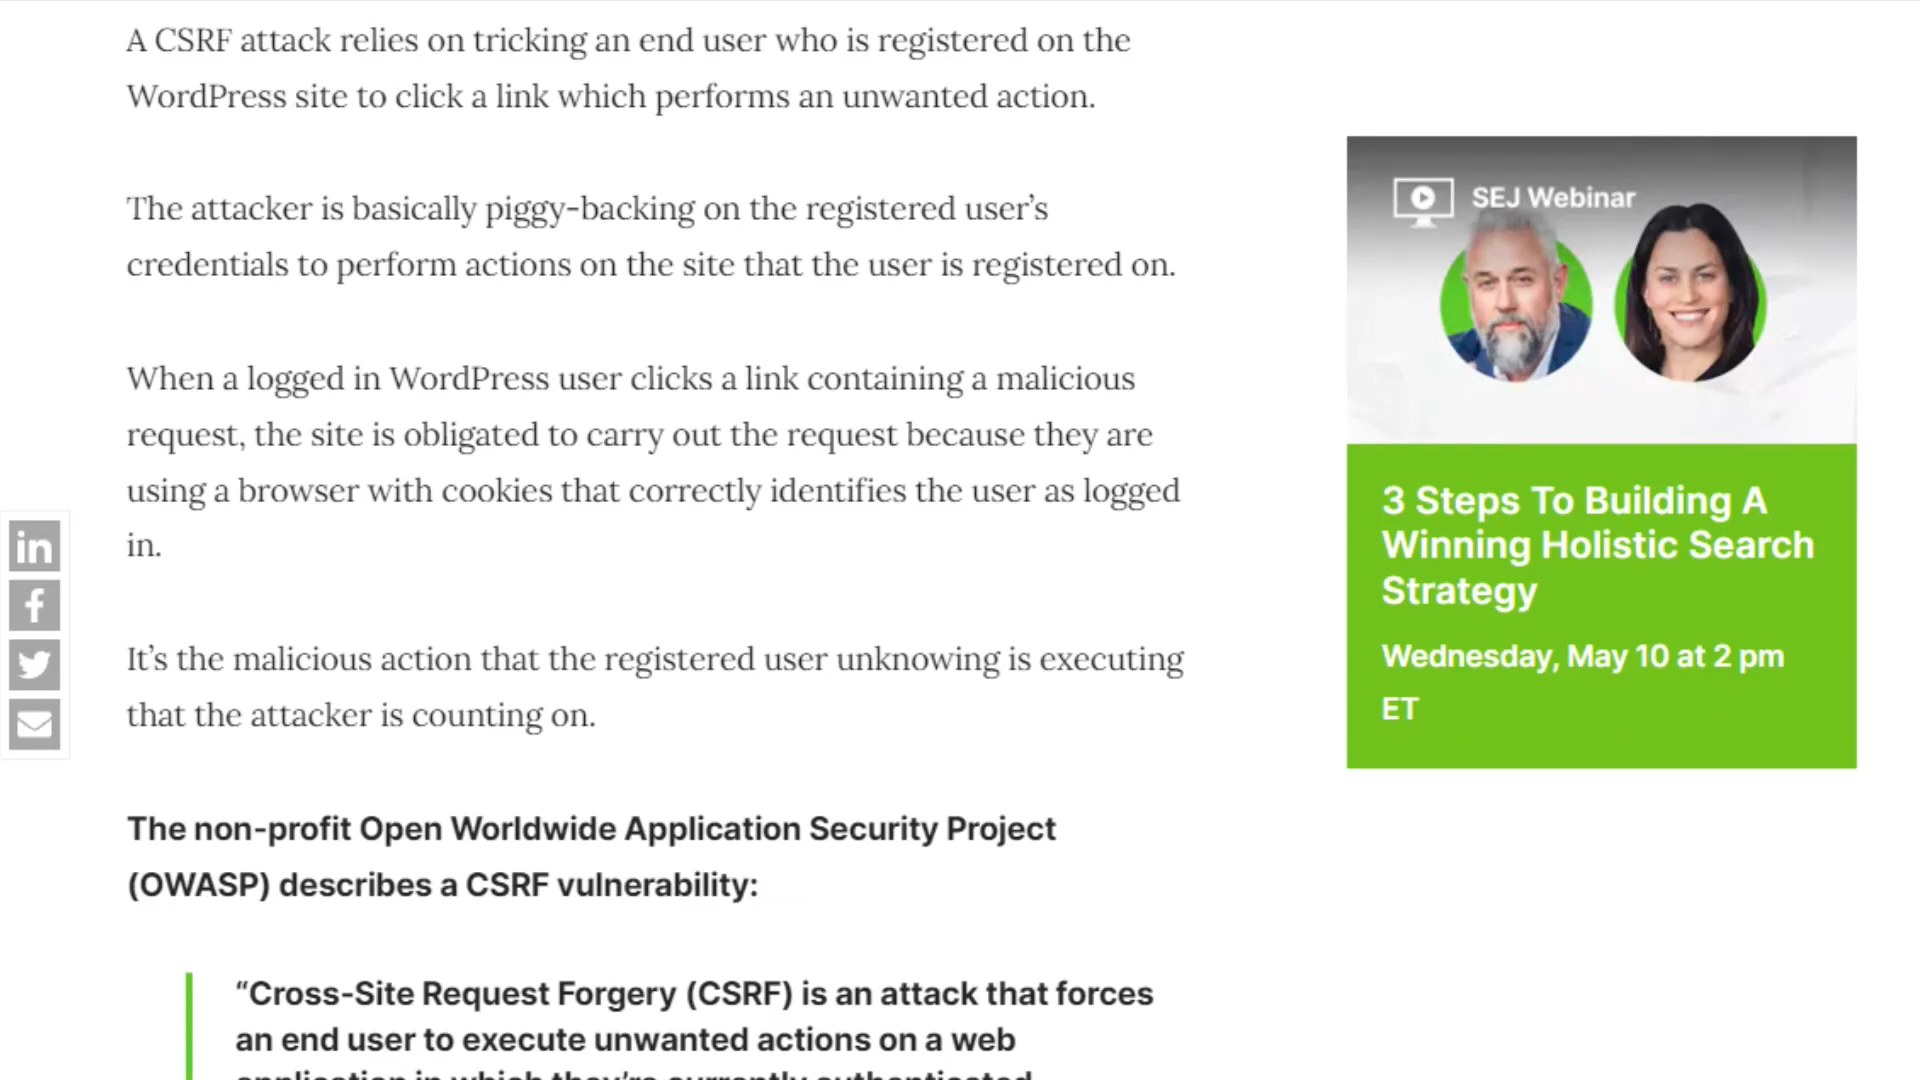 A CSRF attack relies on tricking an end user who is registered on the
WordPress site to click a link which performs an unwanted action.
The attacker is basically piggy-backing on the registered user’s
credentials to perform actions on the site that the user is registered on.
When a logged in WordPress user clicks a link containing a malicious
request, the site is obligated to carry out the request because they are
using a browser with cookies that correctly identifies the user as logged
in.
It’s the malicious action that the registered user unknowing is executing
that the attacker is counting on.
The non-profit Open Worldwide Application Security Project
(OWASP) describes a CSRF vulnerability:
“Cross-Site Request Forgery (CSRF) is an attack that forces
an end user to execute unwanted actions on a web
application in which they’re currently authenticated
SEJ Webinar
3 Steps To Building A
Winning Holistic Search
Strategy
Wednesday, May 10 at 2 pm
ET